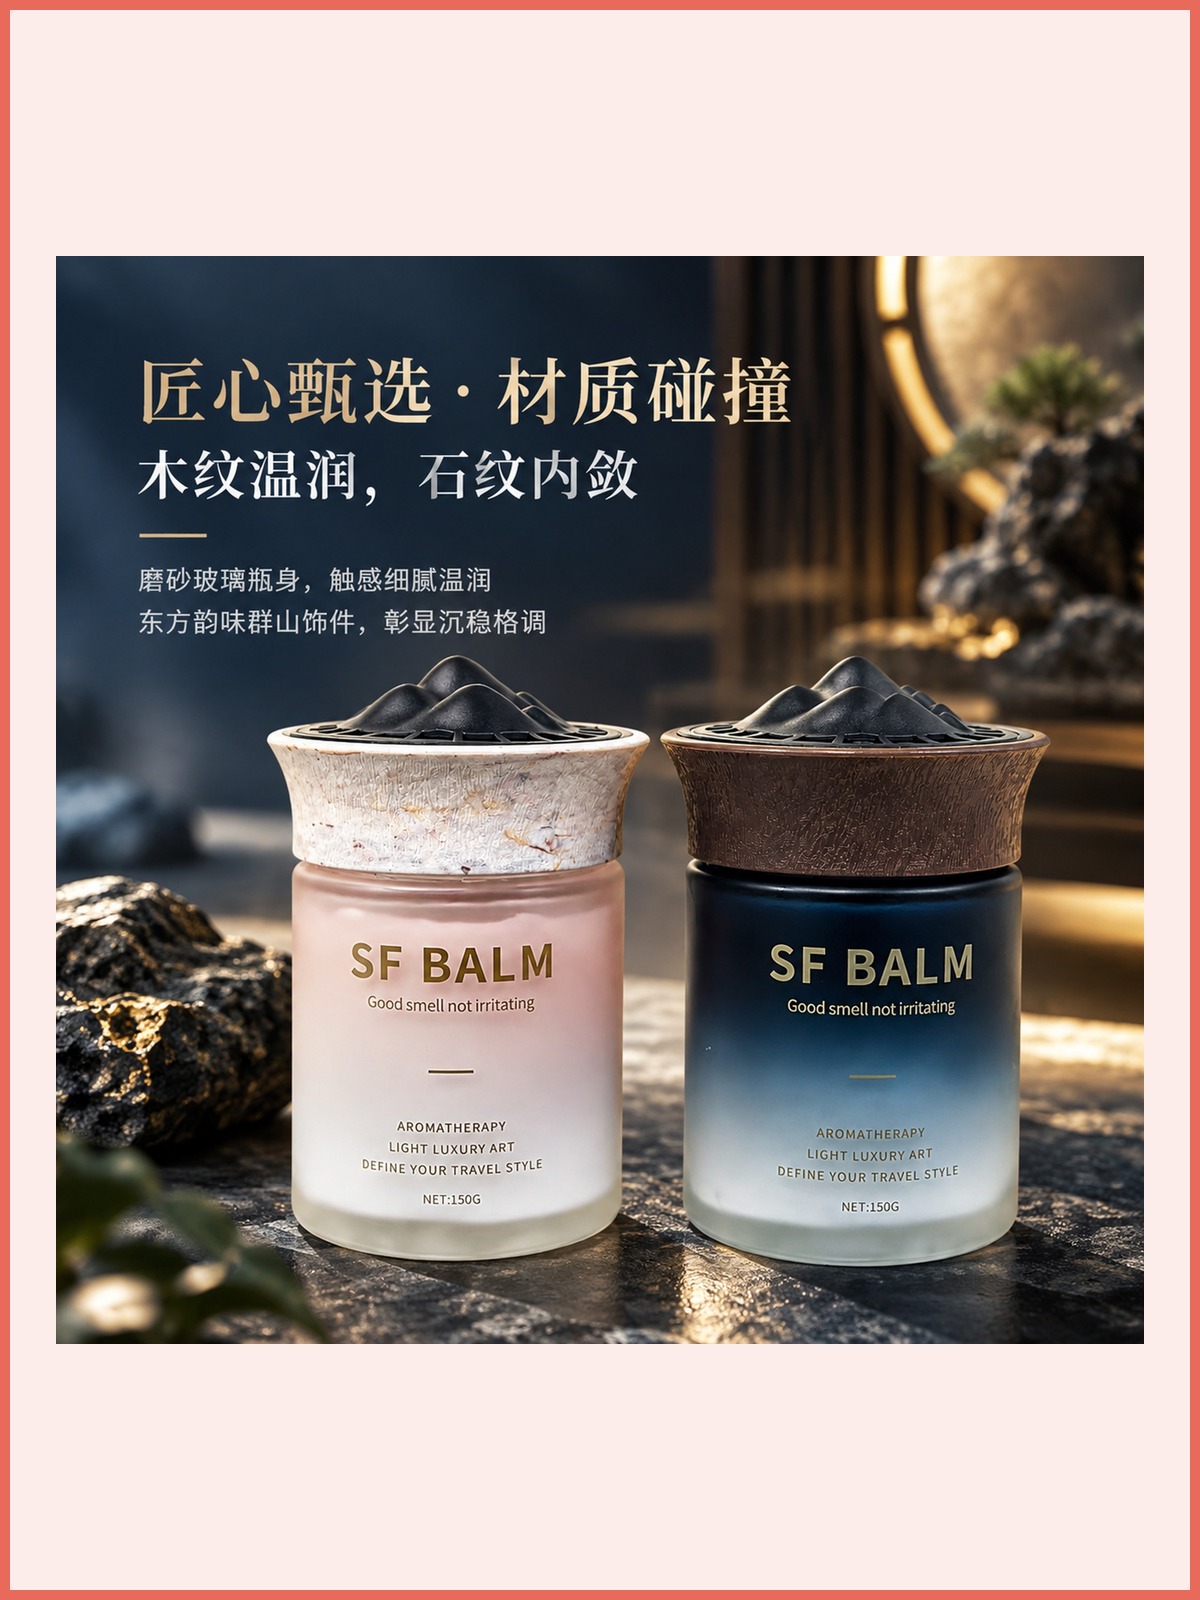 匠心甄选·材质碰撞
木纹温润，石纹内敛
磨砂玻璃瓶身，触感细腻温润
东方韵味群山饰件，彰显沉稳格调
SF BALM
Good smell not irritating
AROMATHERAPY
LIGHT LUXURY ART
DEFINE YOUR TRAVEL STYLE
NET:150G
SF BALM
Good smell not irritating
AROMATHERAPY
LIGHT LUXURY ART
DEFINE YOUR TRAVEL STYLE
NET:150G